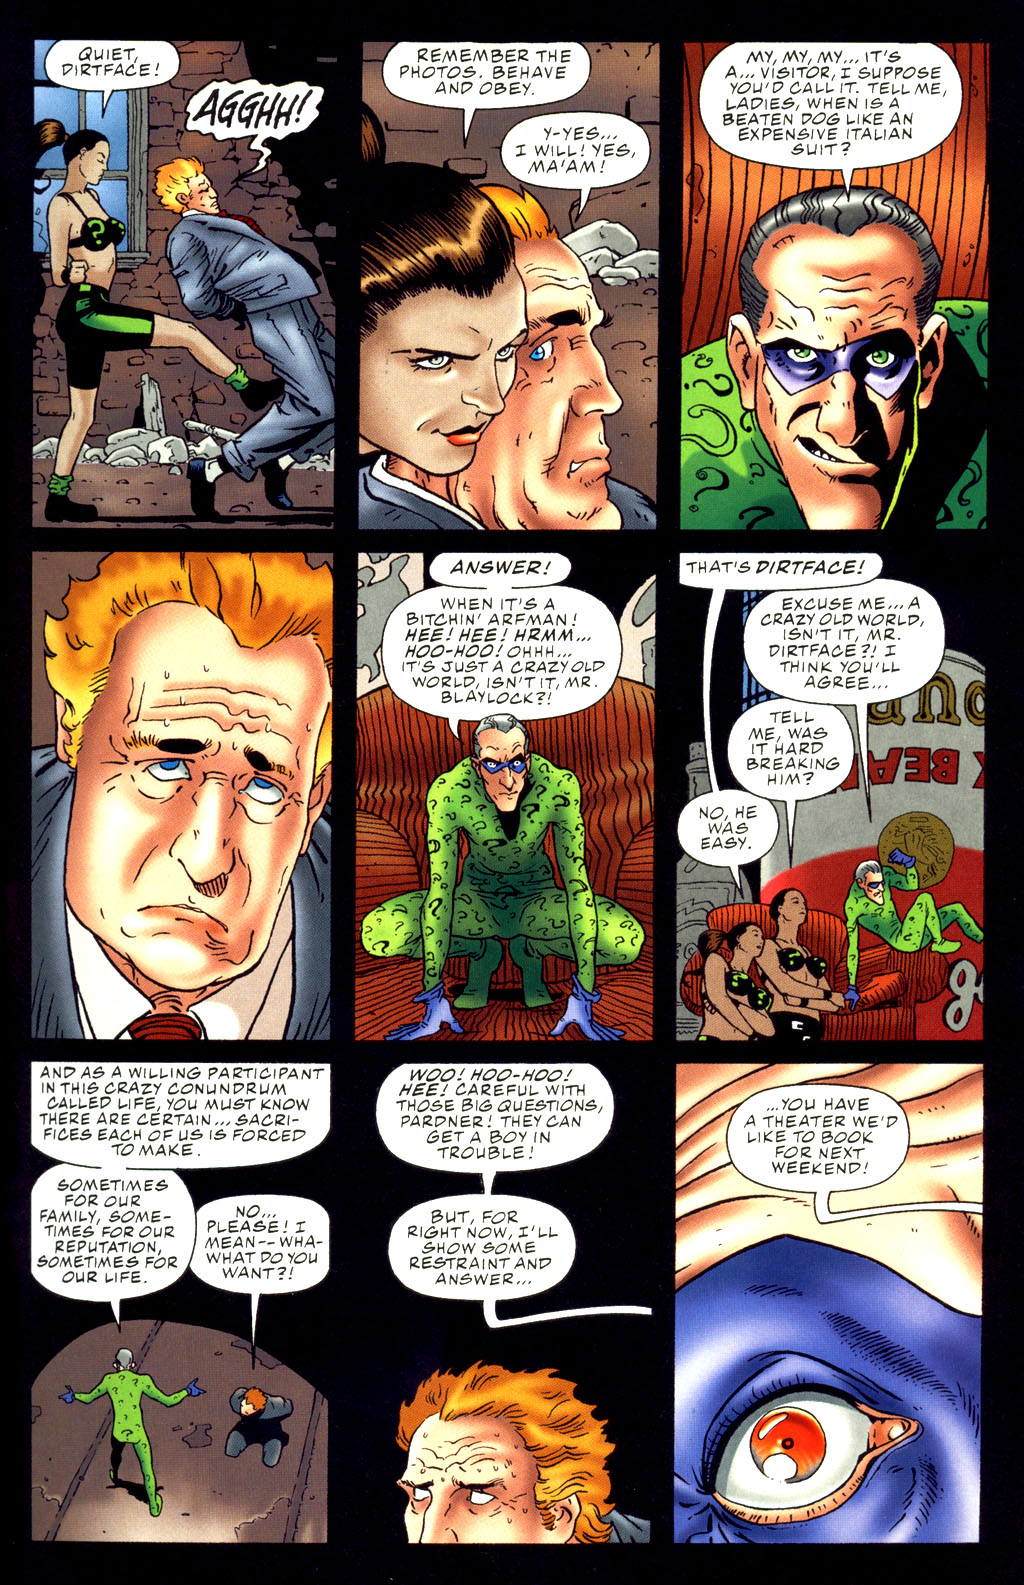 QUIET,
DIRTFACE!
AGGHH!
REMEMBER THE
PHOTOS. BEHAVE
AND OBEY.
Y-YES...
I WILL! YES,
MA'AM!
MY, MY, MY... IT'S
A... VISITOR, I SUPPOSE
YOU'D CALL IT. TELL ME,
LADIES, WHEN IS A
BEATEN DOG LIKE AN
EXPENSIVE ITALIAN
SUIT?
ANSWER!
WHEN IT'S A
BITCHIN' ARFMAN!
HEE! HEE! HRMM...
HOO-HOO! OHHH...
IT'S JUST A CRAZY OLD
WORLD, ISN'T IT, MR.
BLAYLOCK?!
THAT'S DIRTFACE!
EXCUSE ME... A
CRAZY OLD WORLD,
ISN'T IT, MR.
DIRTFACE?! I
THINK YOU'LL
AGREE...
TELL
ME, WAS
IT HARD
BREAKING
HIM?
NO, HE
WAS
EASY.
AND AS A WILLING PARTICIPANT
IN THIS CRAZY CONUNDRUM
CALLED LIFE, YOU MUST KNOW
THERE ARE CERTAIN... SACRI-
FICES EACH OF US IS FORCED
TO MAKE.
SOMETIMES
FOR OUR
FAMILY, SOME-
TIMES FOR OUR
REPUTATION,
SOMETIMES FOR
OUR LIFE.
NO...
PLEASE! I
MEAN--WHA-
WHAT DO YOU
WANT?!
WOO! HOO-HOO!
HEE! CAREFUL WITH
THOSE BIG QUESTIONS,
PARDNER! THEY CAN
GET A BOY IN
TROUBLE!
BUT, FOR
RIGHT NOW, I'LL
SHOW SOME
RESTRAINT AND
ANSWER...
...YOU HAVE
A THEATER WE'D
LIKE TO BOOK
FOR NEXT
WEEKEND!